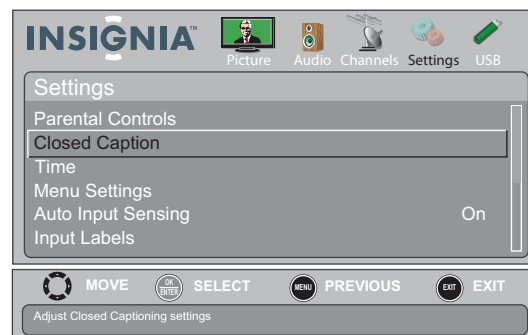 INSIGNIA™
Picture Audio Channels Settings USB
Settings
Parental Controls
Closed Caption
Time
Menu Settings
Auto Input Sensing On
Input Labels
MOVE OK ENTER SELECT MENU PREVIOUS EXIT EXIT
Adjust Closed Captioning settings